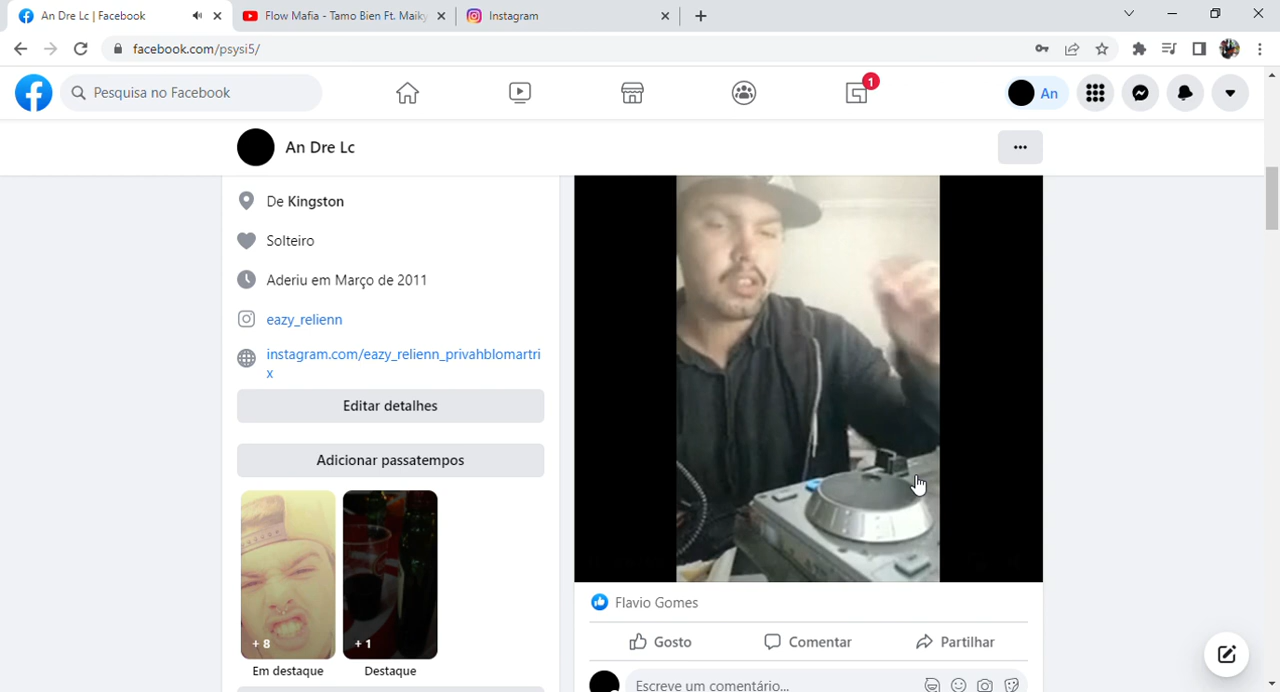 An Dre Lc | Facebook
Flow Mafia - Tamo Bien Ft. Maiky
Instagram
facebook.com/psysi5/
Pesquisa no Facebook
1
An
An Dre Lc
De Kingston
Solteiro
Aderiu em Março de 2011
eazy_relienn
instagram.com/eazy_relienn_privahblomartri
x
Editar detalhes
Adicionar passatempos
+ 8
+ 1
Em destaque
Destaque
Flavio Gomes
Gosto
Comentar
Partilhar
Escreve um comentário...